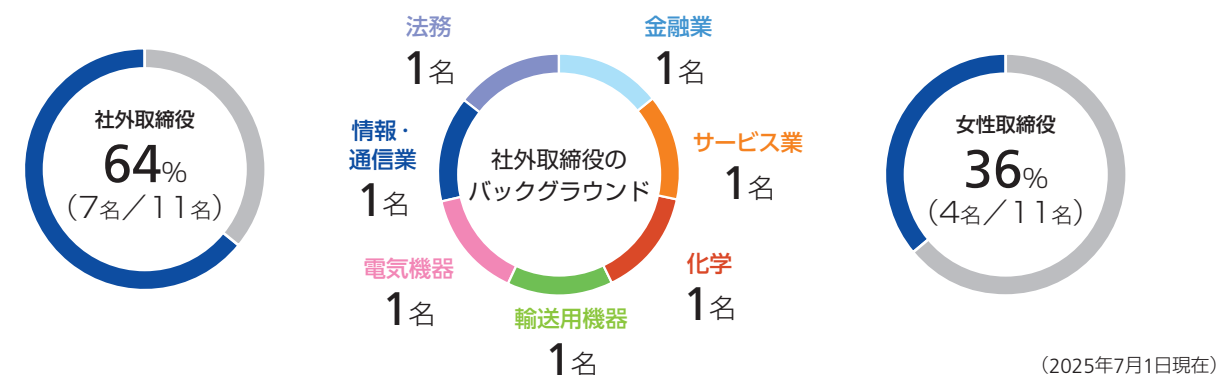 社外取締役
64%
（7名／11名）
法務
1名
金融業
1名
情報・
通信業
1名
社外取締役の
バックグラウンド
サービス業
1名
電気機器
1名
輸送用機器
1名
化学
1名
女性取締役
36%
（4名／11名）
（2025年7月1日現在）